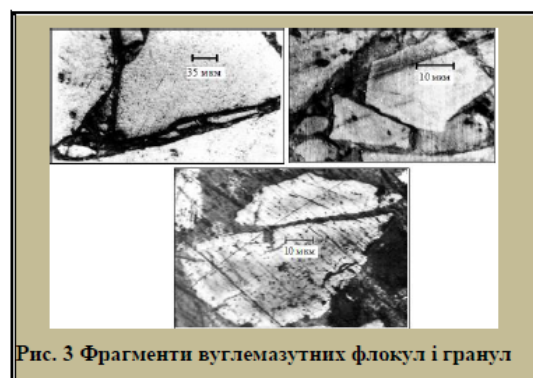 35 мкм
10 мкм
10 мкм
Рис. 3 Фрагменти вуглемазутних флокул і гранул